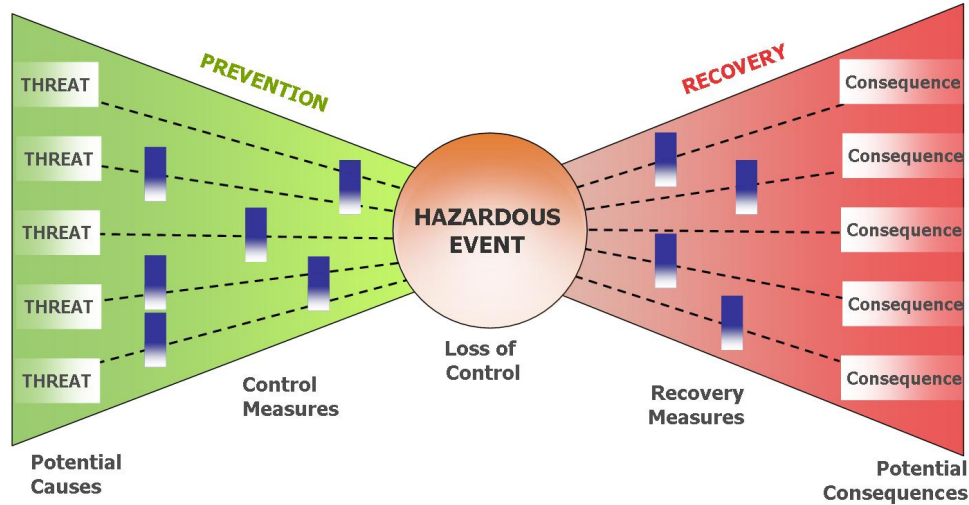 PREVENTION
RECOVERY
THREAT
THREAT
THREAT
THREAT
THREAT
HAZARDOUS
EVENT
Consequence
Consequence
Consequence
Consequence
Consequence
Loss of
Control
Control
Measures
Recovery
Measures
Potential
Causes
Potential
Consequences